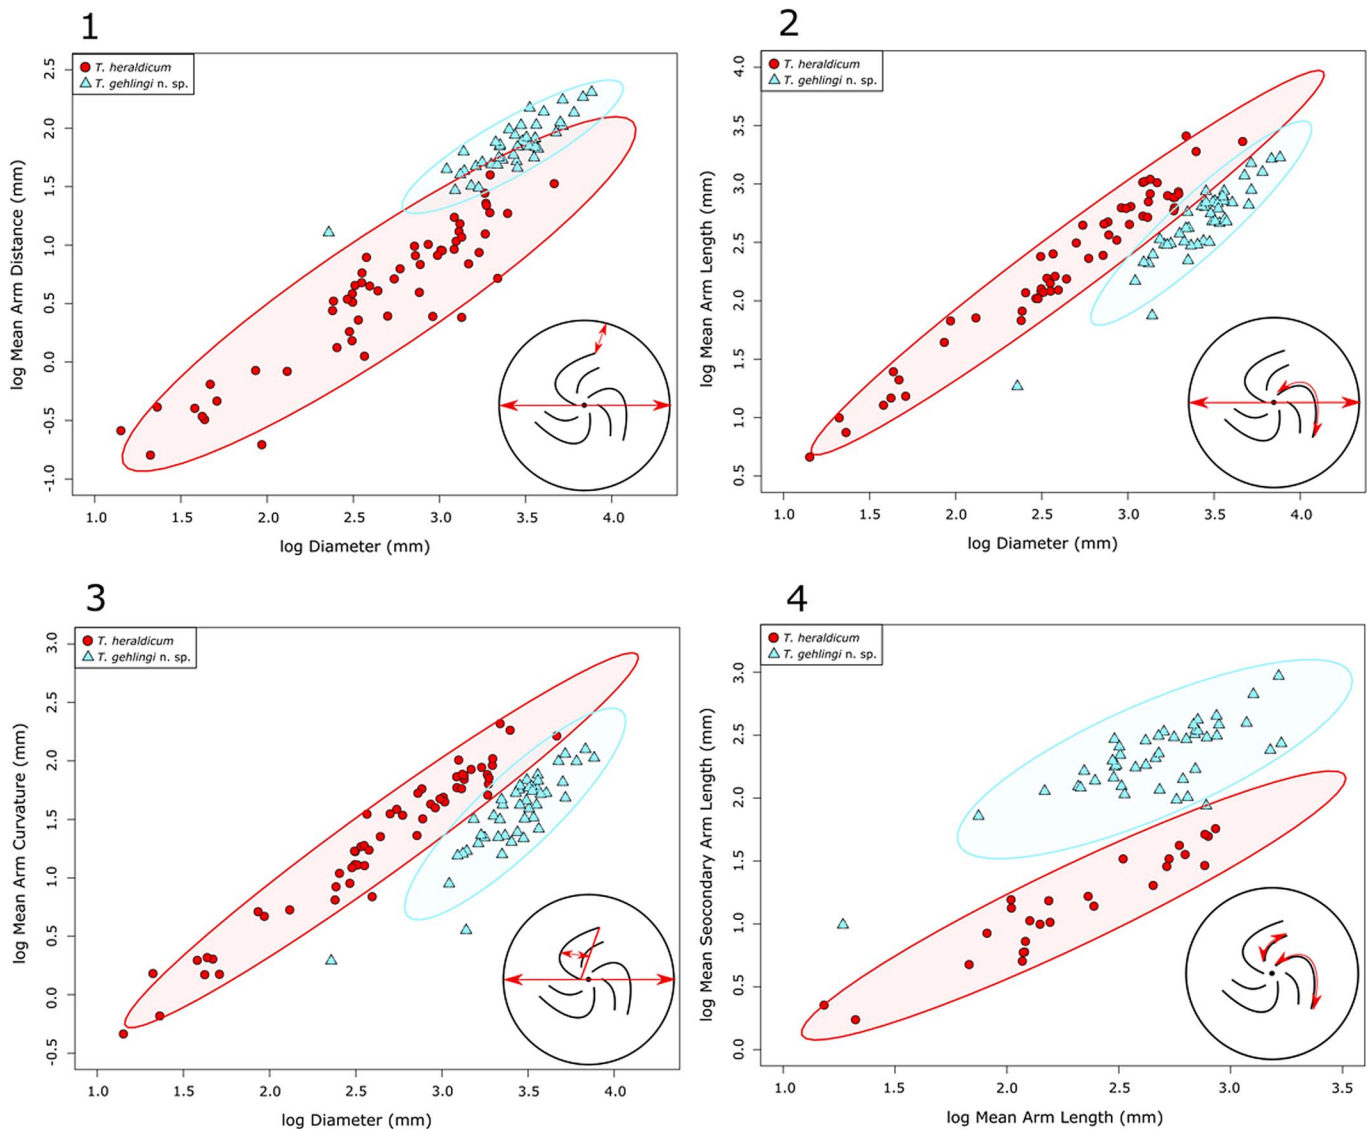 1
T. heraldicum
T. gehlingi n. sp.
log Mean Arm Distance (mm)
2.5
2.0
1.5
1.0
0.5
0.0
-0.5
-1.0
1.0 1.5 2.0 2.5 3.0 3.5 4.0
log Diameter (mm)
2
T. heraldicum
T. gehlingi n. sp.
log Mean Arm Length (mm)
4.0
3.5
3.0
2.5
2.0
1.5
1.0
0.5
1.0 1.5 2.0 2.5 3.0 3.5 4.0
log Diameter (mm)
3
T. heraldicum
T. gehlingi n. sp.
log Mean Arm Curvature (mm)
3.0
2.5
2.0
1.5
1.0
0.5
0.0
-0.5
1.0 1.5 2.0 2.5 3.0 3.5 4.0
log Diameter (mm)
4
T. heraldicum
T. gehlingi n. sp.
log Mean Seocondary Arm Length (mm)
3.0
2.5
2.0
1.5
1.0
0.5
0.0
1.0 1.5 2.0 2.5 3.0 3.5
log Mean Arm Length (mm)